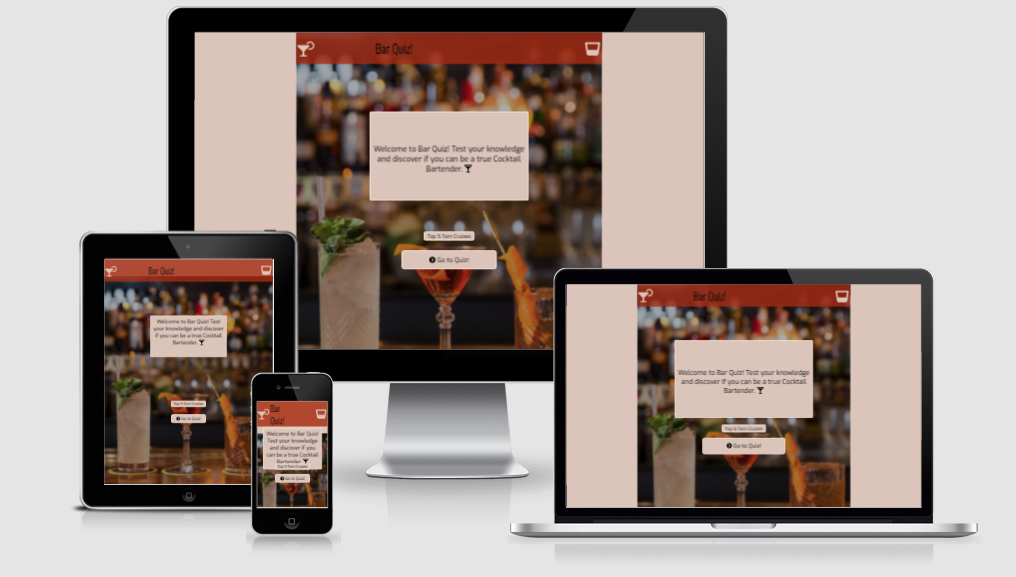 Bar Quiz!
Welcome to Bar Quiz! Test your knowledge
and discover if you can be a true Cocktail
Bartender.
Top 5 Tom Cruises
Go to Quiz!
Bar Quiz!
Welcome to Bar Quiz! Test
your knowledge and discover
if you can be a true Cocktail
Bartender.
Top 5 Tom Cruises
Go to Quiz!
Bar
Quiz!
Welcome to Bar Quiz!
Test your knowledge
and discover if you
can be a true Cocktail
Bartender.
Top 5 Tom Cruises
Go to Quiz!
Bar Quiz!
Welcome to Bar Quiz! Test your knowledge
and discover if you can be a true Cocktail
Bartender.
Top 5 Tom Cruises
Go to Quiz!